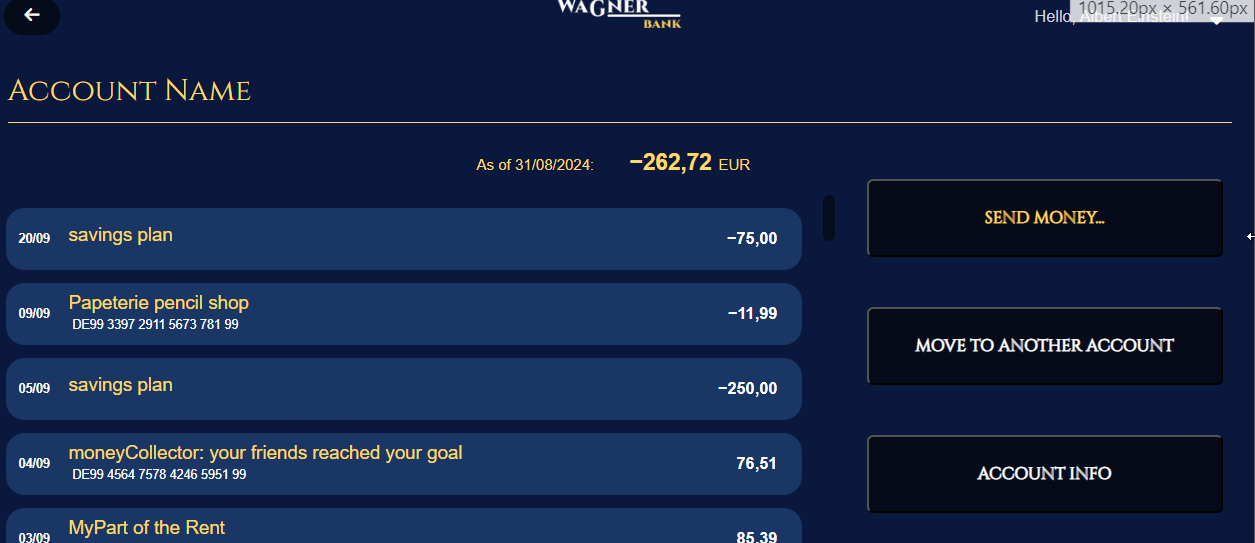 WAGNER
BANK
Hello, Albert Einstein!
1015.20px × 561.60px
ACCOUNT NAME
As of 31/08/2024: −262,72 EUR
SEND MONEY...
20/09 savings plan −75,00
09/09 Papeterie pencil shop −11,99
DE99 3397 2911 5673 781 99
MOVE TO ANOTHER ACCOUNT
05/09 savings plan −250,00
04/09 moneyCollector: your friends reached your goal 76,51
DE99 4564 7578 4246 5951 99
ACCOUNT INFO
03/09 MyPart of the Rent 85,39